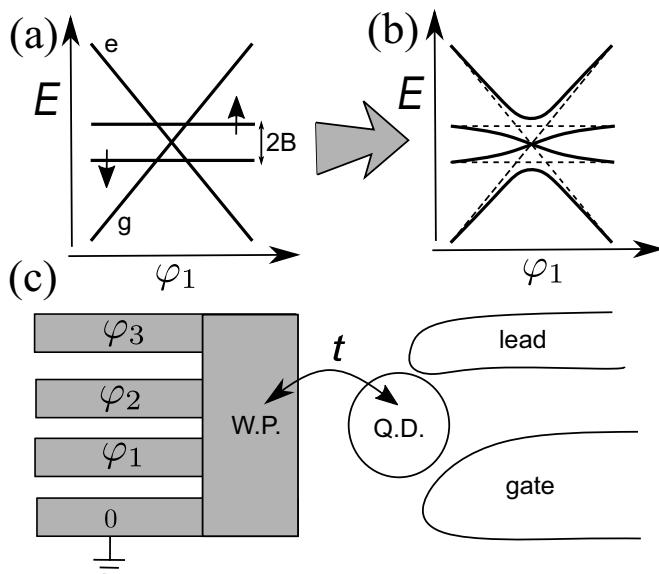 (a)
E
e
2B
g
φ₁
(b)
E
φ₁
(c)
φ₃
φ₂
φ₁
0
W.P.
t
Q.D.
lead
gate